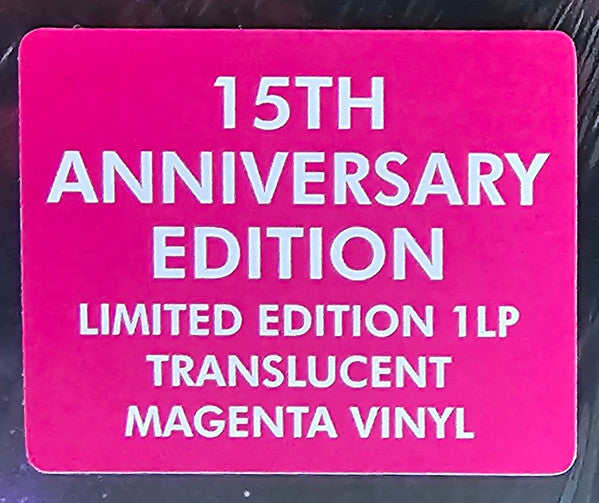 15TH
ANNIVERSARY
EDITION
LIMITED EDITION 1LP
TRANSLUCENT
MAGENTA VINYL